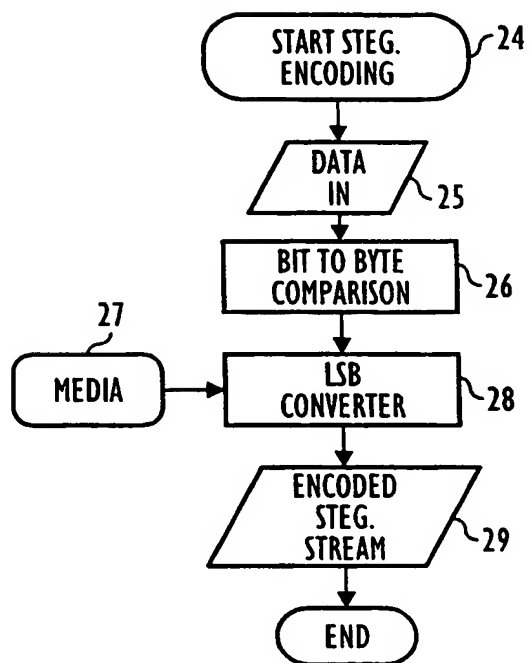 START STEG.
ENCODING
24
DATA
IN
25
BIT TO BYTE
COMPARISON
26
27
MEDIA
LSB
CONVERTER
28
ENCODED
STEG.
STREAM
29
END